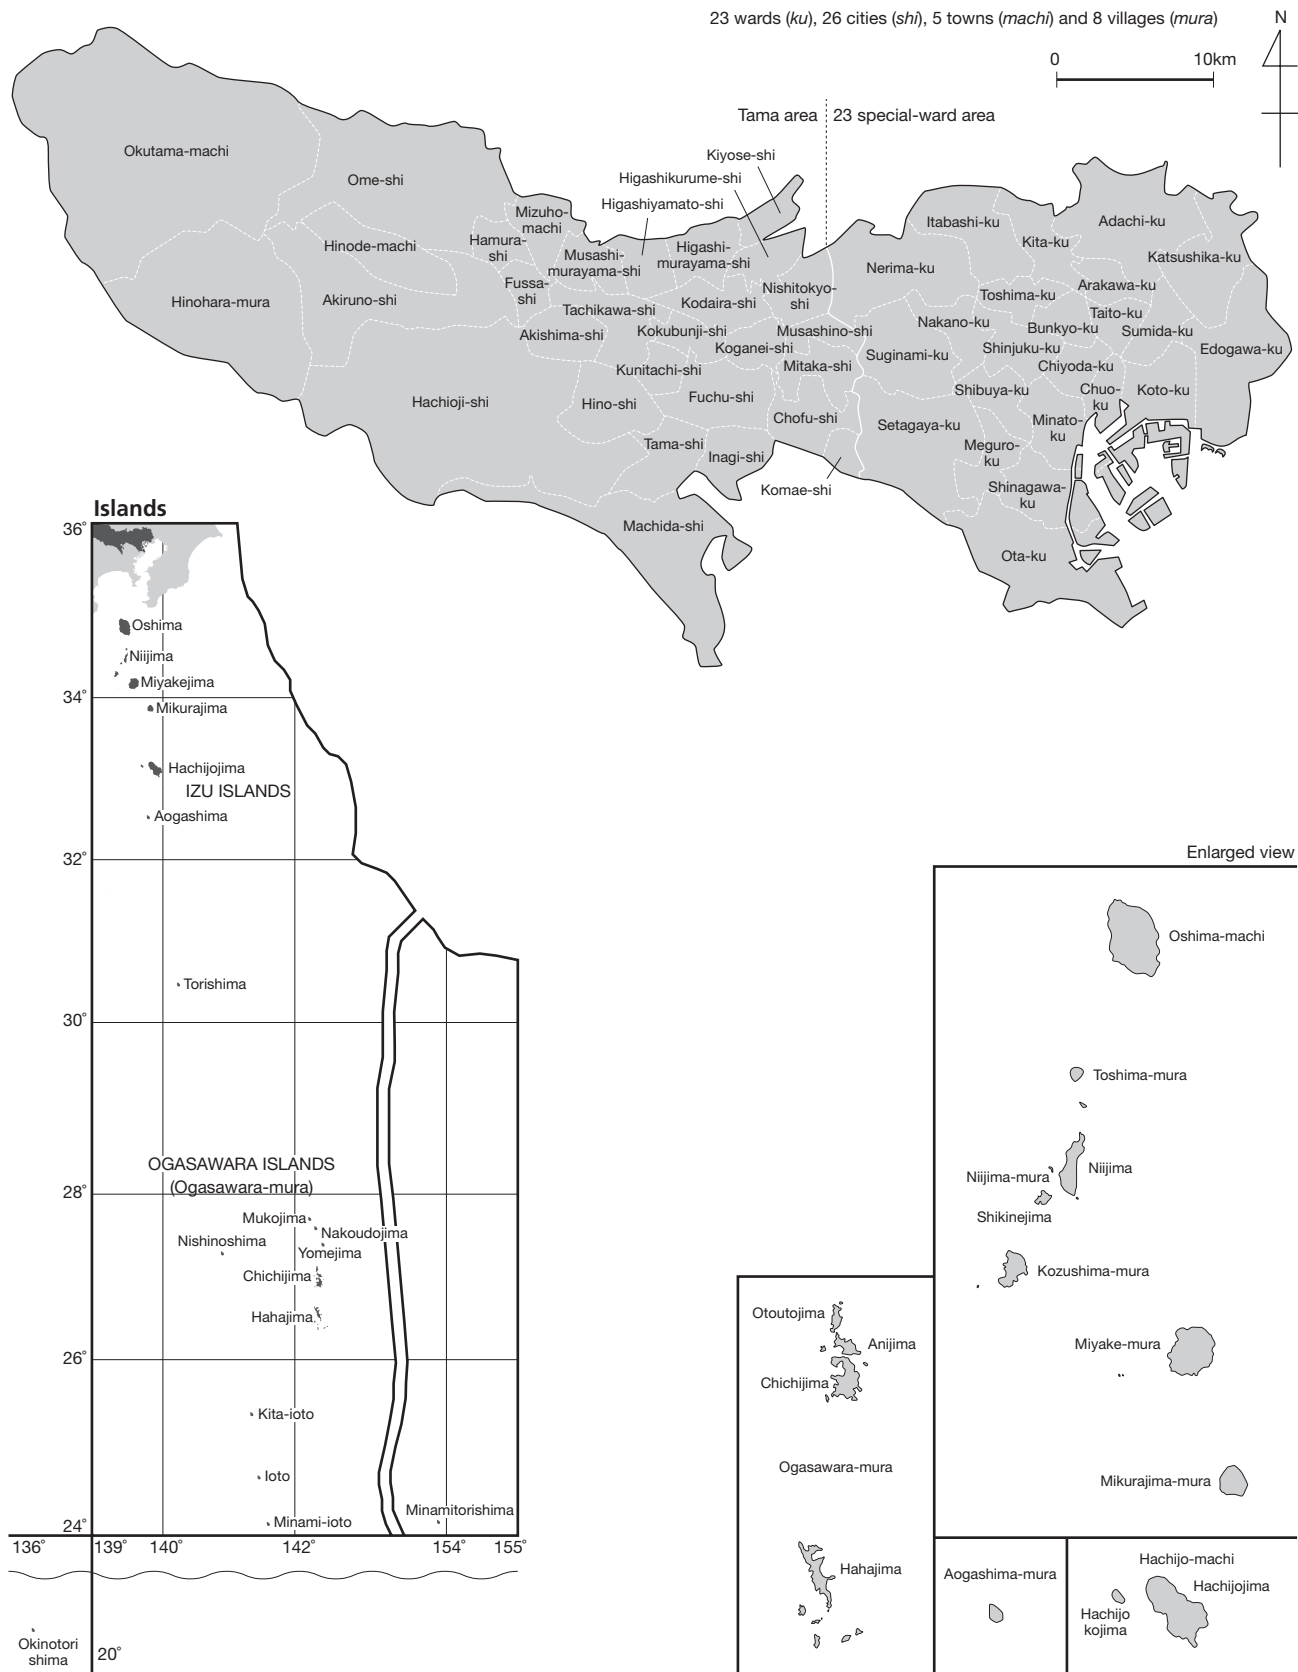 23 wards (ku), 26 cities (shi), 5 towns (machi) and 8 villages (mura)
N
0
10km
Tama area
23 special-ward area
Kiyose-shi
Higashikurume-shi
Higashiyamato-shi
Okutama-machi
Ome-shi
Mizuho-
machi
Hinode-machi
Hamura-
shi
Musashi-
murayama-shi
Higashi-
murayama-shi
Itabashi-ku
Adachi-ku
Kita-ku
Katsushika-ku
Nerima-ku
Hinohara-mura
Akiruno-shi
Fussa-
shi
Tachikawa-shi
Kodaira-shi
Nishitokyo-
shi
Toshima-ku
Arakawa-ku
Taito-ku
Akishima-shi
Kokubunji-shi
Musashino-shi
Nakano-ku
Bunkyo-ku
Sumida-ku
Koganei-shi
Suginami-ku
Shinjuku-ku
Edogawa-ku
Kunitachi-shi
Mitaka-shi
Chiyoda-ku
Hachioji-shi
Hino-shi
Fuchu-shi
Shibuya-ku
Chuo-
ku
Koto-ku
Chofu-shi
Setagaya-ku
Minato-
ku
Tama-shi
Inagi-shi
Meguro-
ku
Komae-shi
Shinagawa-
ku
Machida-shi
Ota-ku
Islands
36°
Oshima
Niijima
Miyakejima
34°
Mikurajima
Hachijojima
IZU ISLANDS
Aogashima
32°
Torishima
30°
OGASAWARA ISLANDS
(Ogasawara-mura)
28°
Mukojima
Nakoudojima
Nishinoshima
Yomejima
Chichijima
Hahajima
26°
Kita-ioto
Ioto
Minamitorishima
Minami-ioto
24°
136°
139°
140°
142°
154°
155°
Okinotori
shima
20°
Enlarged view
Oshima-machi
Toshima-mura
Niijima-mura
Niijima
Shikinejima
Kozushima-mura
Miyake-mura
Mikurajima-mura
Otoutojima
Anijima
Chichijima
Ogasawara-mura
Hahajima
Aogashima-mura
Hachijo-machi
Hachijojima
Hachijo
kojima